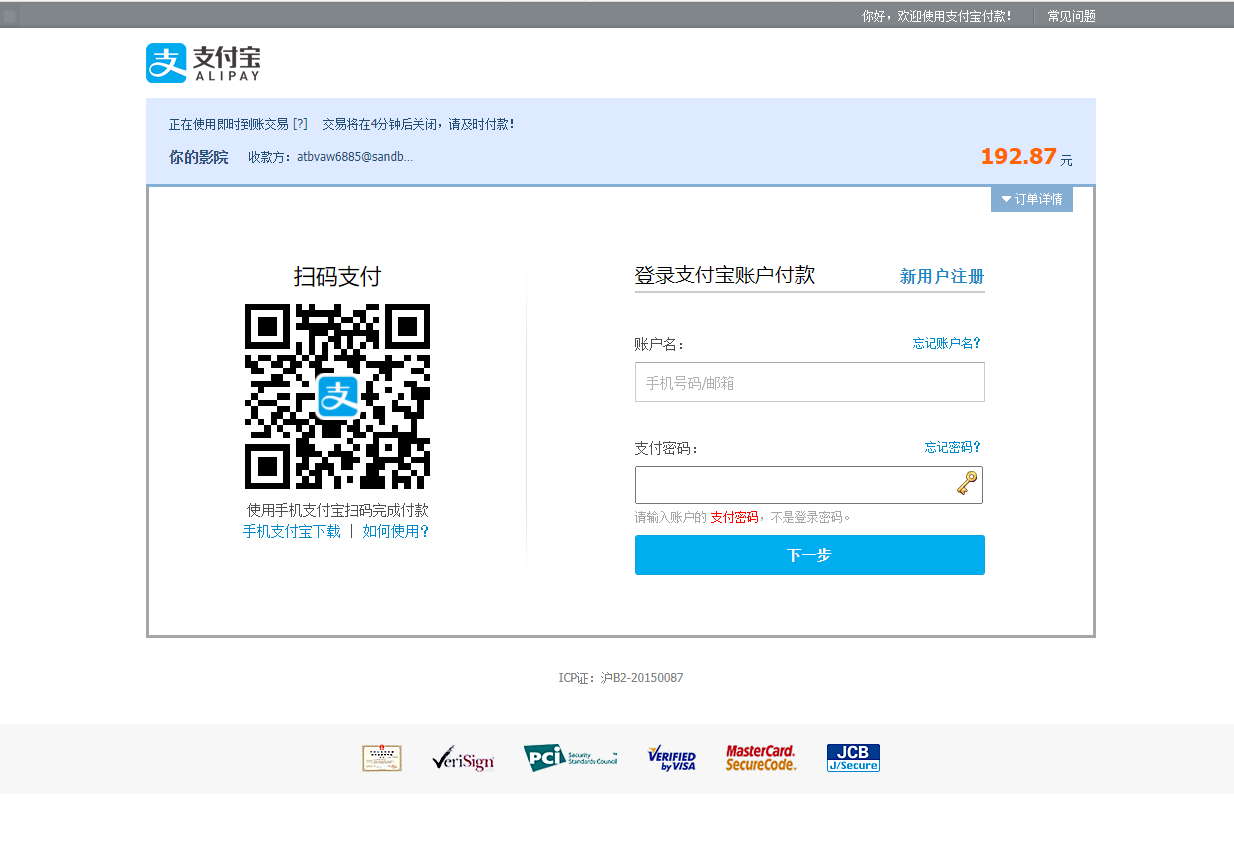 你好，欢迎使用支付宝付款！ 常见问题
支付宝
ALIPAY
正在使用即时到账交易 [?] 交易将在4分钟后关闭，请及时付款！
你的影院 收款方：atbvaw6885@sandb... 192.87 元
订单详情
扫码支付
登录支付宝账户付款 新用户注册
账户名： 忘记账户名？
手机号码/邮箱
支付密码： 忘记密码？
请输入账户的 支付密码，不是登录密码。
下一步
使用手机支付宝扫码完成付款
手机支付宝下载 | 如何使用？
ICP证：沪B2-20150087
VeriSign
PCi Security Standards Council
VERIFIED by VISA
MasterCard. SecureCode.
JCB
J/Secure